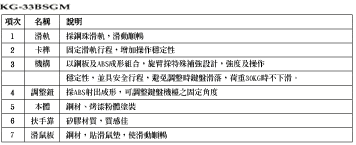 KG-33BSGM
項次 名稱 說明
1 滑軌 採鋼珠滑軌，滑動順暢
2 卡榫 固定滑軌行程，增加操作穩定性
3 機構 以鋼板及ABS成形組合，旋臂採特殊補強設計，強度及操作
穩定性，並具安全行程，避免調整時鍵盤滑落，荷重30KG時不下滑。
4 調整鈕 採ABS射出成形，可調整鍵盤機構之固定角度
5 本體 鋼材、烤漆粉體塗裝
6 扶手靠 矽膠材質，質感佳
7 滑鼠板 鋼材，貼滑鼠墊，使滑動順暢